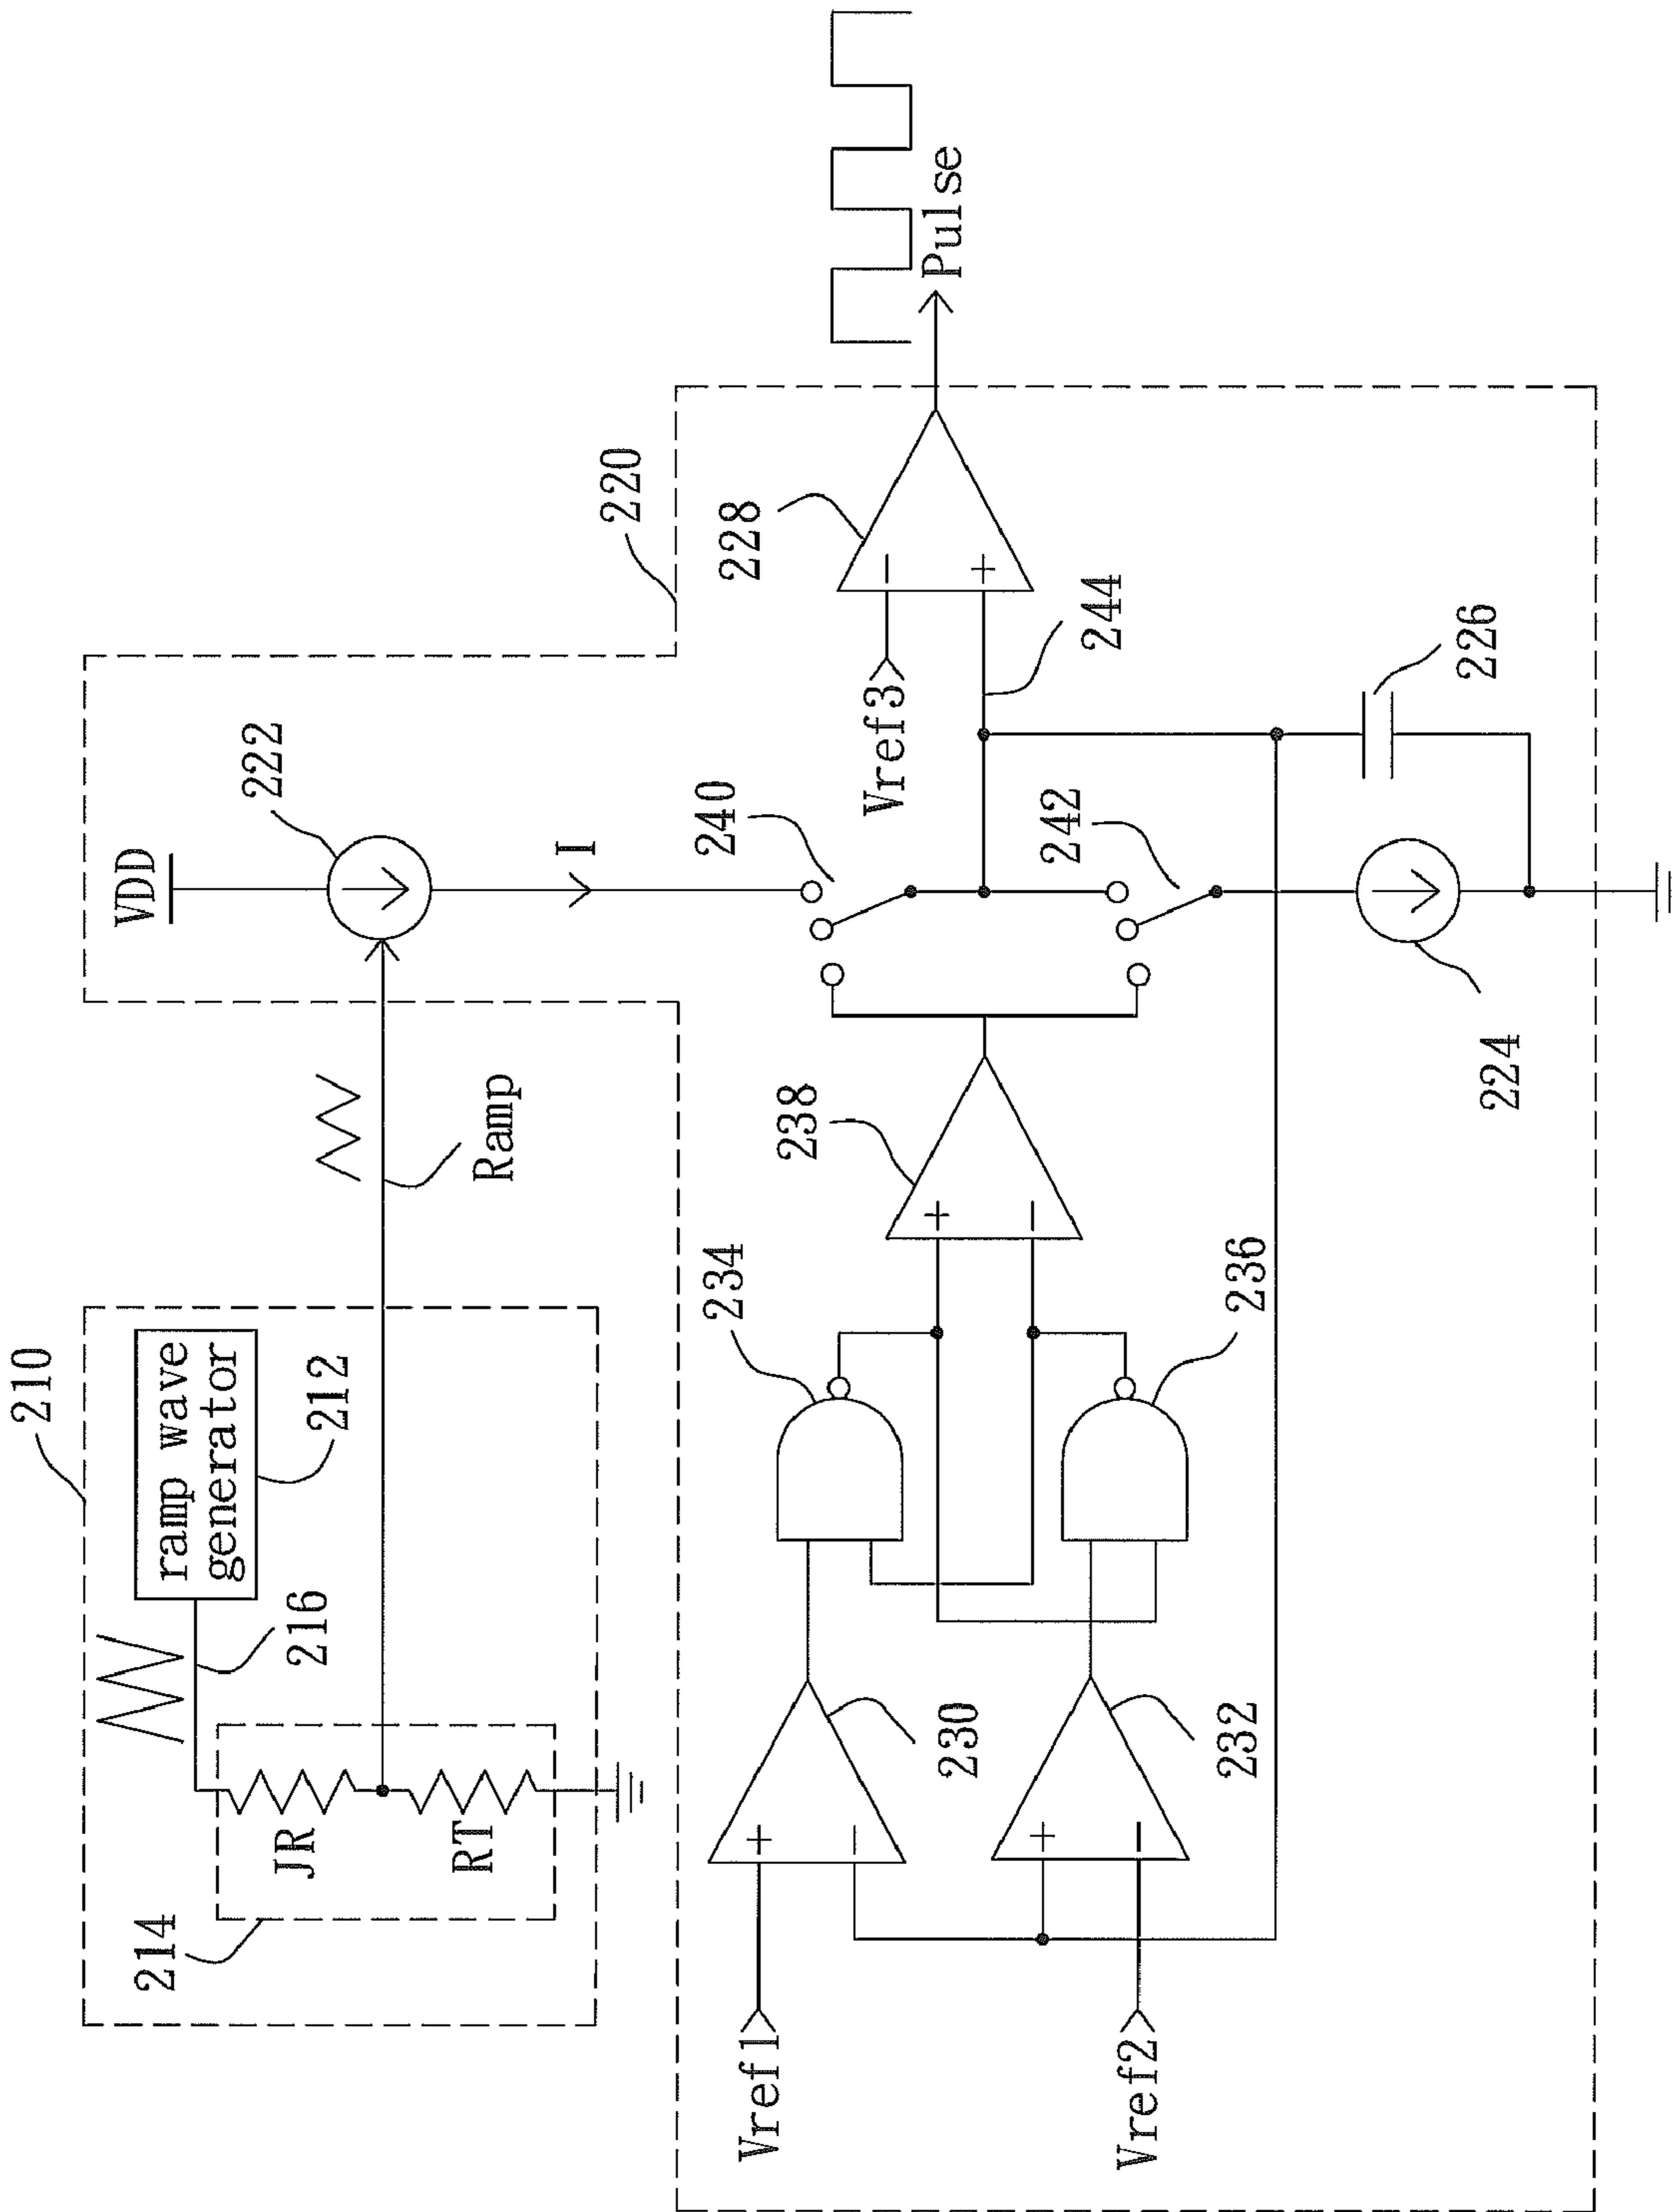 210
ramp wave
generator
212
216
214
JR
RT
Ramp
VDD
222
I
220
240
Vref3
228
Pulse
244
242
226
224
238
234
236
230
232
Vref1
Vref2
+
−
+
−
+
−
−
+